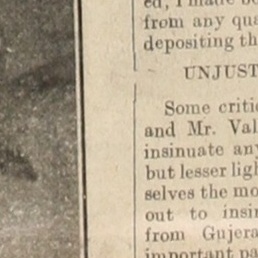 ed, I made
from any qua
depositing th
UNJUST
Some critic
and Mr. Val
insinuate any
but lesser ligh
selves the mo
out to insin
from Gujera
important pa